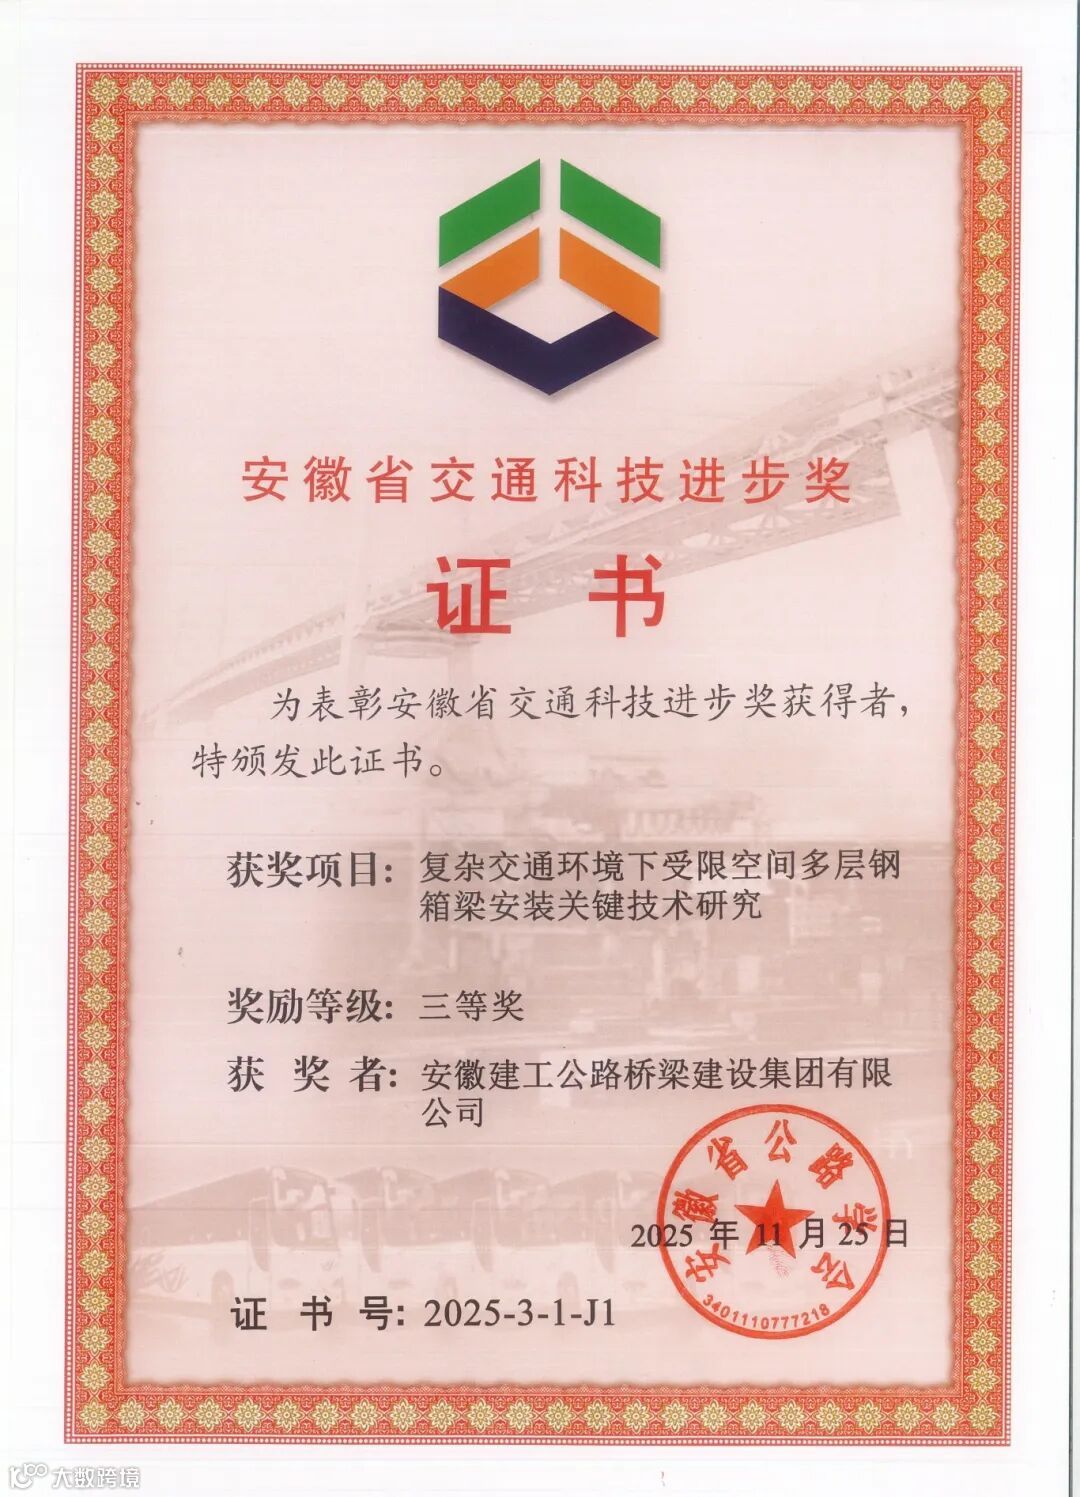 安徽省交通科技进步奖
证 书
为表彰安徽省交通科技进步奖获得者，
特颁发此证书。
获奖项目：复杂交通环境下受限空间多层钢
箱梁安装关键技术研究
奖励等级：三等奖
获 奖 者：安徽建工公路桥梁建设集团有限
公司
安徽省公路学会
2025 年 11 月 25 日
3401110777218
证 书 号：2025-3-1-J1
大数跨境